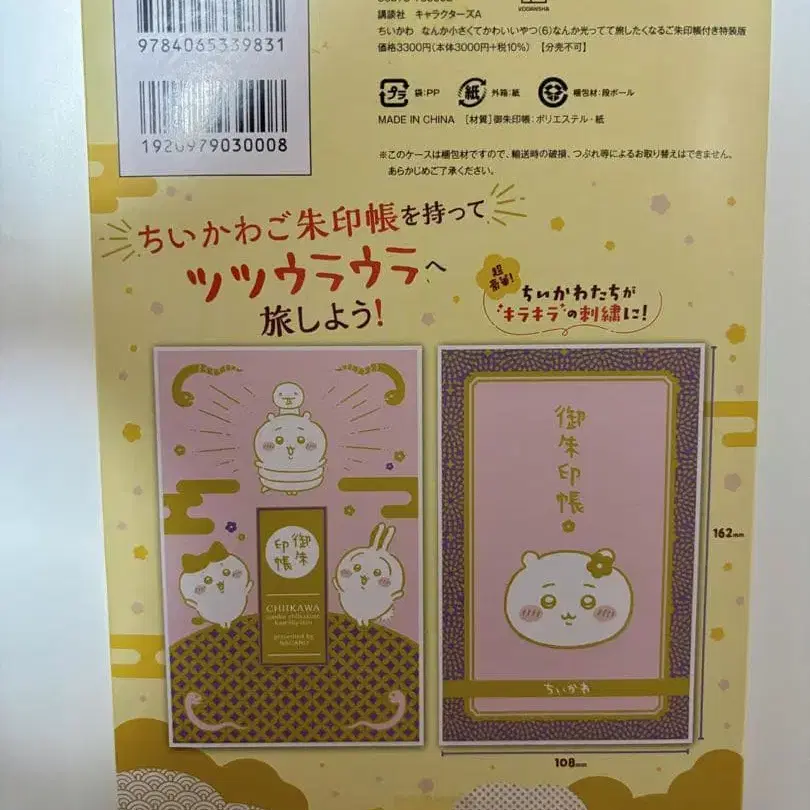 9784065339831
1920979030008
KODANSHA
講談社 キャラクターズA
ちいかわ なんか小さくてかわいいやつ(6)なんか光ってて旅したくなるご朱印帳付き特装版
価格3300円(本体3000円+税10%) 【分売不可】
プラ 袋:PP 紙 外箱:紙 梱包材:段ボール
MADE IN CHINA [材質]御朱印帳:ポリエステル・紙
※このケースは梱包材ですので、輸送時の破損、つぶれ等によるお取り替えはできません。
あらかじめご了承ください。
ちいかわご朱印帳を持って
ツツウラウラへ
旅しよう!
超豪華!
ちいかわたちが
"キラキラ"の刺繍に!
御朱印帳
CHIIKAWA
presented by
NAGANO
御朱印帳
ちいかわ
162mm
108mm